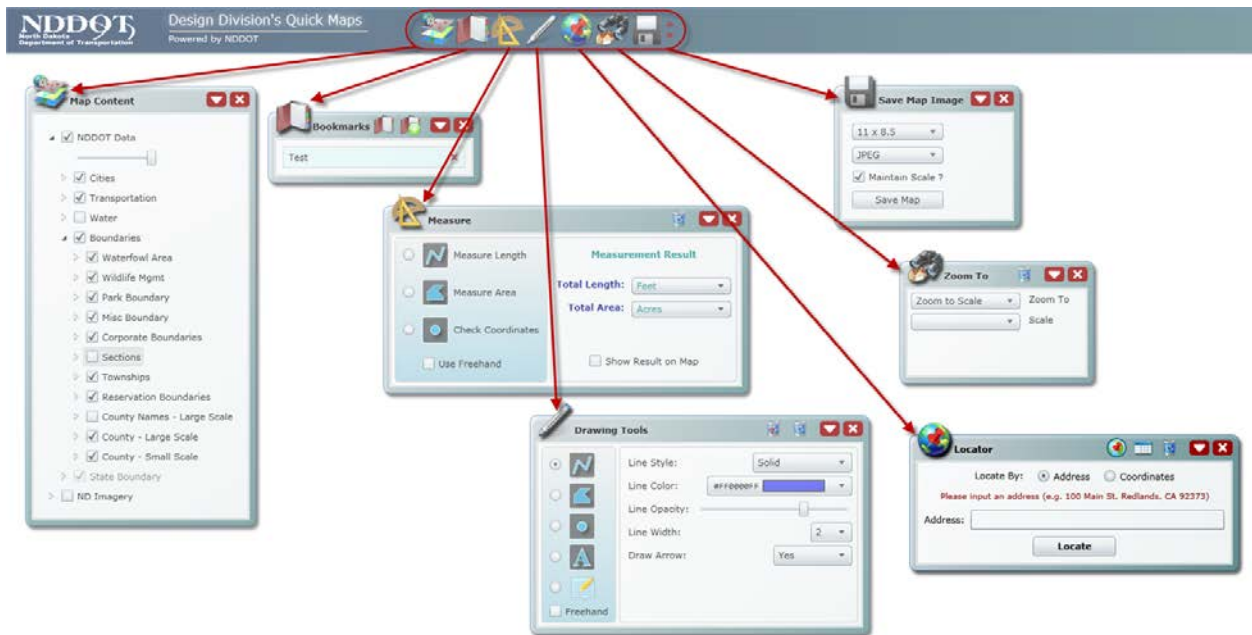 NDDOT
North Dakota
Department of Transportation
Design Division's Quick Maps
Powered by NDDOT
Map Content
NDDOT Data
Cities
Transportation
Water
Boundaries
Waterfowl Area
Wildlife Mgmt
Park Boundary
Misc Boundary
Corporate Boundaries
Sections
Townships
Reservation Boundaries
County Names - Large Scale
County - Large Scale
County - Small Scale
State Boundary
ND Imagery
Bookmarks
Test
Measure
Measure Length
Measure Area
Check Coordinates
Use Freehand
Measurement Result
Total Length: Feet
Total Area: Acres
Show Result on Map
Drawing Tools
Line Style: Solid
Line Color: #FF0000FF
Line Opacity:
Line Width: 2
Draw Arrow: Yes
Freehand
Save Map Image
11 x 8.5
JPEG
Maintain Scale ?
Save Map
Zoom To
Zoom to Scale Zoom To
Scale
Locator
Locate By: Address Coordinates
Please input an address (e.g. 100 Main St. Redlands. CA 92373)
Address:
Locate